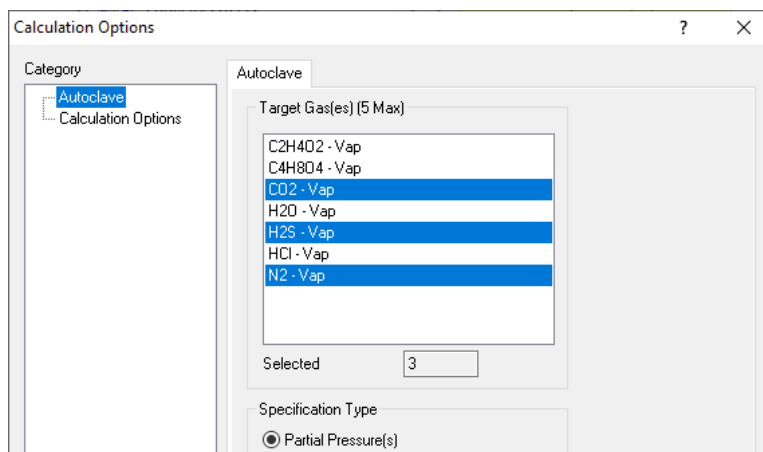 Calculation Options
?
Category
Autoclave
Calculation Options
Autoclave
Target Gas(es) (5 Max)
C2H4O2 - Vap
C4H8O4 - Vap
CO2 - Vap
H2O - Vap
H2S - Vap
HCl - Vap
N2 - Vap
Selected 3
Specification Type
Partial Pressure(s)